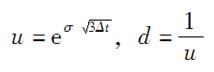 u = e^{σ √3Δt}, d = 1/u